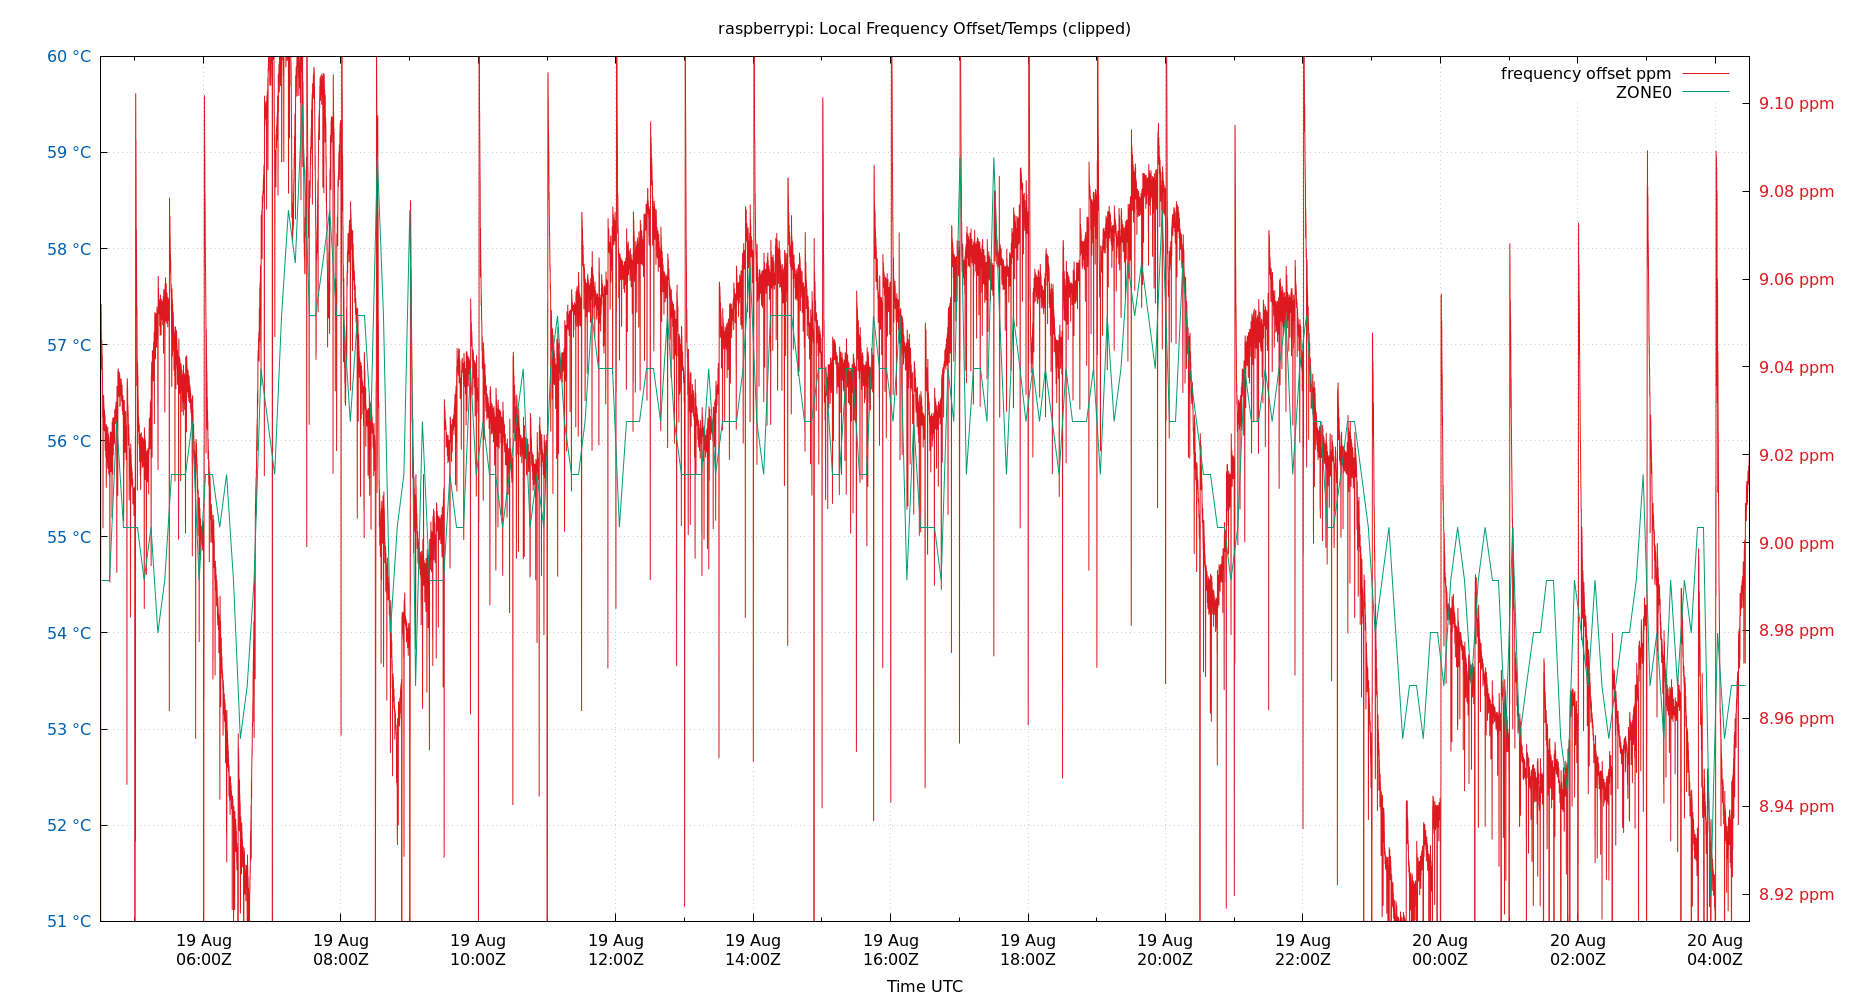 raspberrypi: Local Frequency Offset/Temps (clipped)
frequency offset ppm
ZONE0
60 °C
59 °C
58 °C
57 °C
56 °C
55 °C
54 °C
53 °C
52 °C
51 °C
9.10 ppm
9.08 ppm
9.06 ppm
9.04 ppm
9.02 ppm
9.00 ppm
8.98 ppm
8.96 ppm
8.94 ppm
8.92 ppm
19 Aug 19 Aug 19 Aug 19 Aug 19 Aug 19 Aug 19 Aug 19 Aug 19 Aug 20 Aug 20 Aug 20 Aug
06:00Z 08:00Z 10:00Z 12:00Z 14:00Z 16:00Z 18:00Z 20:00Z 22:00Z 00:00Z 02:00Z 04:00Z
Time UTC